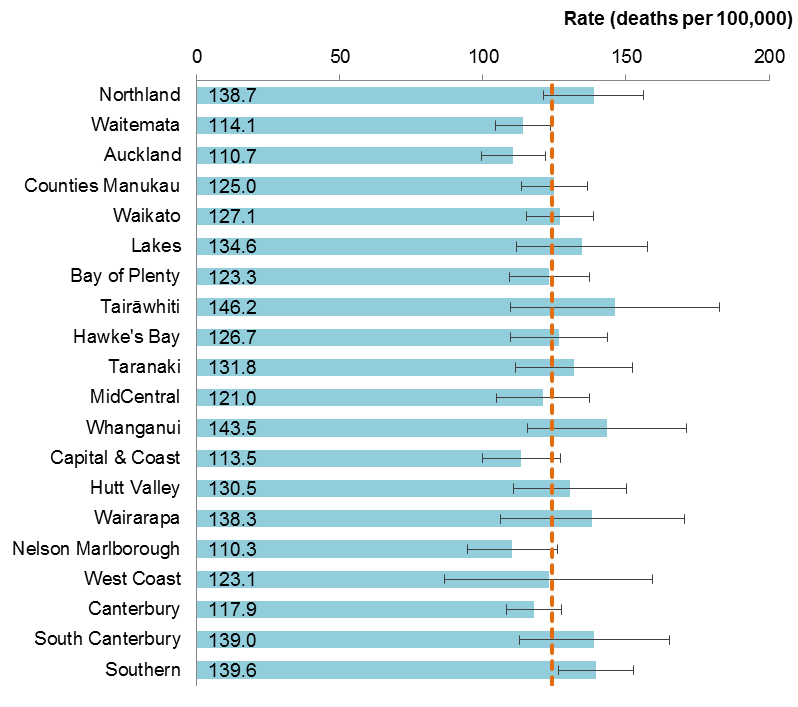 Rate (deaths per 100,000)
0 50 100 150 200
Northland 138.7
Waitemata 114.1
Auckland 110.7
Counties Manukau 125.0
Waikato 127.1
Lakes 134.6
Bay of Plenty 123.3
Tairāwhiti 146.2
Hawke's Bay 126.7
Taranaki 131.8
MidCentral 121.0
Whanganui 143.5
Capital & Coast 113.5
Hutt Valley 130.5
Wairarapa 138.3
Nelson Marlborough 110.3
West Coast 123.1
Canterbury 117.9
South Canterbury 139.0
Southern 139.6